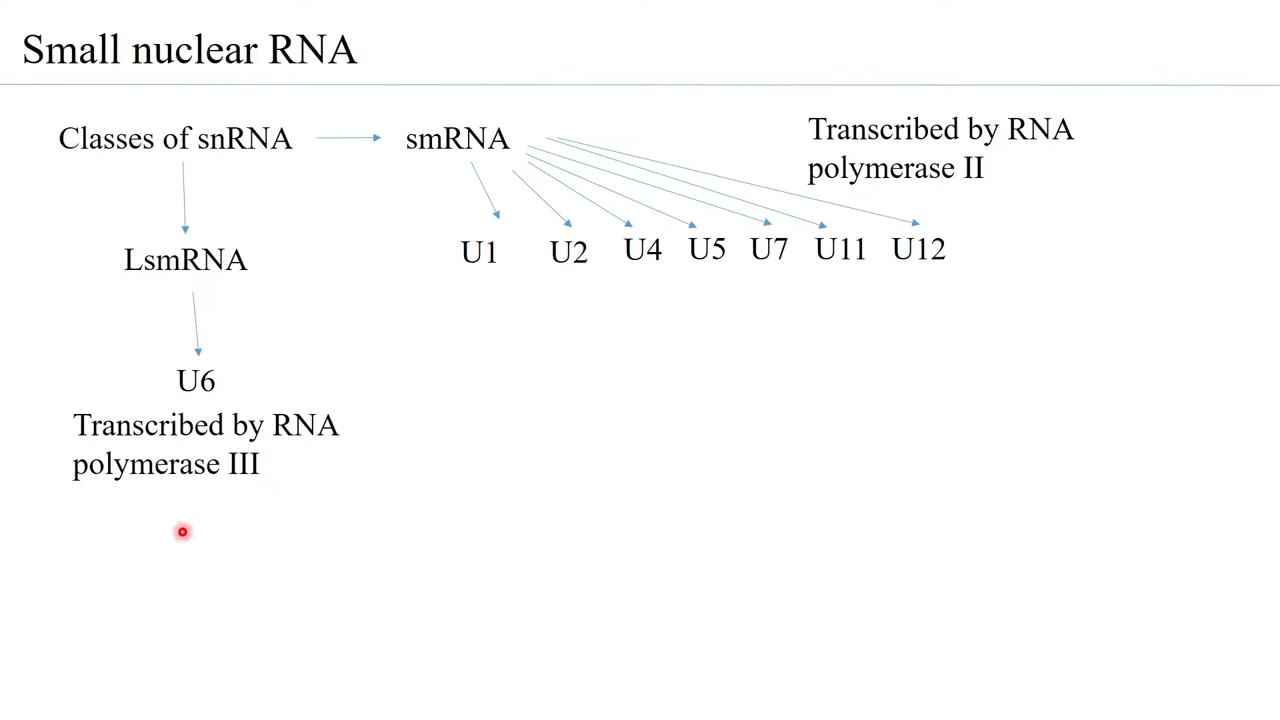 Small nuclear RNA
Classes of snRNA
smRNA
Transcribed by RNA
polymerase II
U1
U2
U4
U5
U7
U11
U12
LsmRNA
U6
Transcribed by RNA
polymerase III